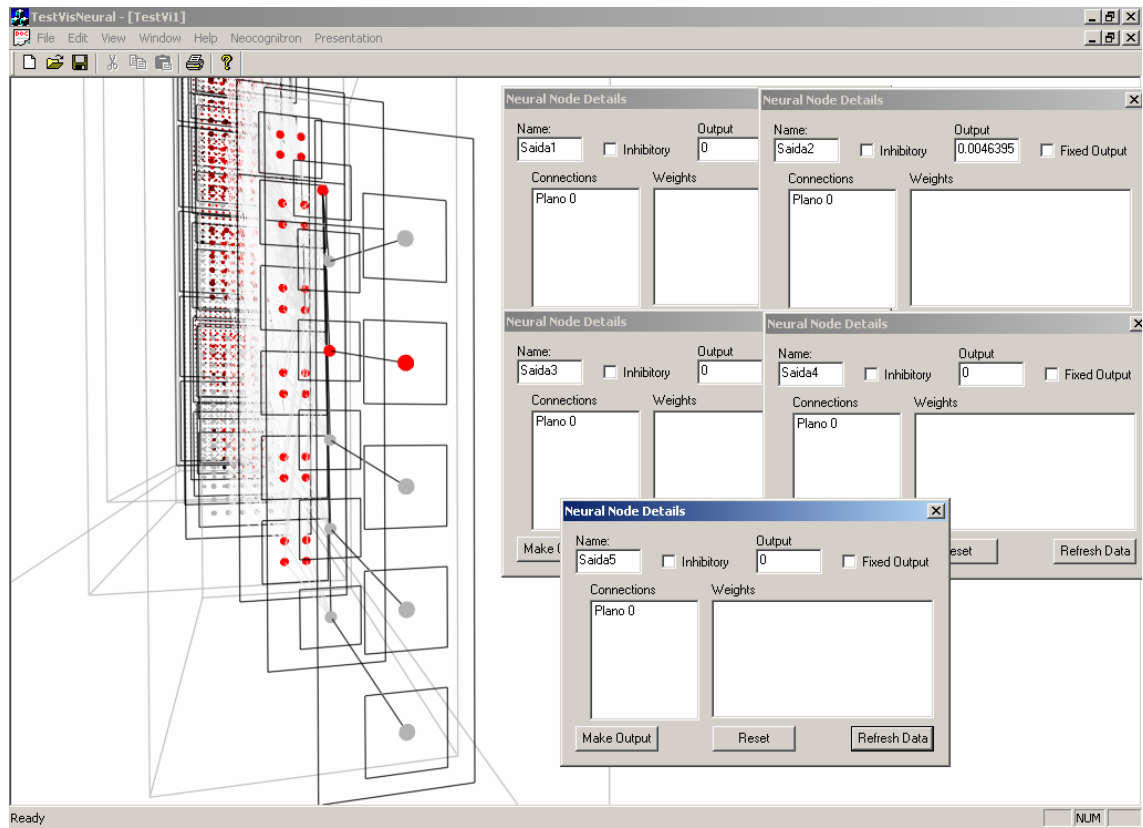 TestVisNeural - [TestVi1]
File Edit View Window Help Neocognitron Presentation
Neural Node Details
Name:
Output
Saida1
Inhibitory
0
Connections
Weights
Plano 0
Neural Node Details
Name:
Output
Saida2
Inhibitory
0.0046395
Fixed Output
Connections
Weights
Plano 0
Neural Node Details
Name:
Output
Saida3
Inhibitory
0
Connections
Weights
Plano 0
Neural Node Details
Name:
Output
Saida4
Inhibitory
0
Fixed Output
Connections
Weights
Plano 0
Refresh Data
Neural Node Details
Name:
Output
Saida5
Inhibitory
0
Fixed Output
Connections
Weights
Plano 0
Make Output
Reset
Refresh Data
Ready
NUM